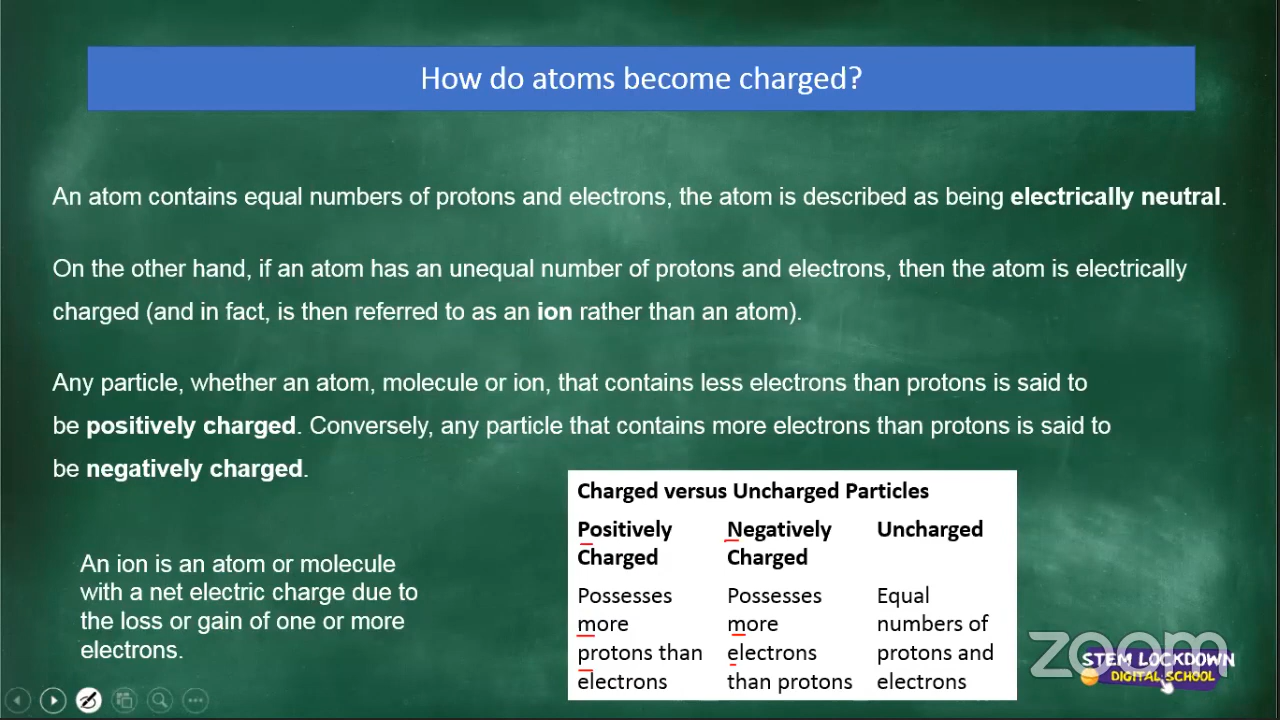 How do atoms become charged?
An atom contains equal numbers of protons and electrons, the atom is described as being electrically neutral.
On the other hand, if an atom has an unequal number of protons and electrons, then the atom is electrically
charged (and in fact, is then referred to as an ion rather than an atom).
Any particle, whether an atom, molecule or ion, that contains less electrons than protons is said to
be positively charged. Conversely, any particle that contains more electrons than protons is said to
be negatively charged.
An ion is an atom or molecule
with a net electric charge due to
the loss or gain of one or more
electrons.
Charged versus Uncharged Particles
Positively Negatively Uncharged
Charged Charged
Possesses Possesses Equal
more more numbers of
protons than electrons protons and
electrons than protons electrons
zoom
STEM LOCKDOWN
DIGITAL SCHOOL